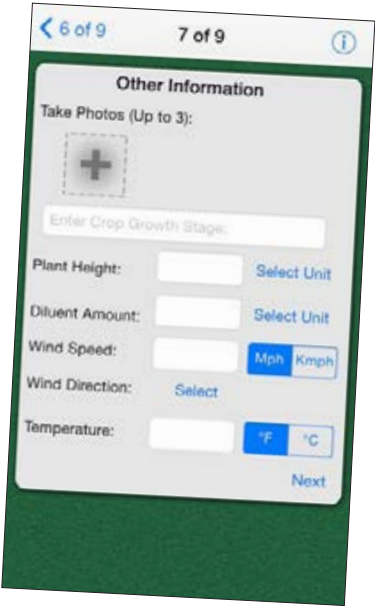 6 of 9 7 of 9
Other Information
Take Photos (Up to 3):
Enter Crop Growth Stage:
Plant Height: Select Unit
Diluent Amount: Select Unit
Wind Speed: Mph Kmph
Wind Direction: Select
Temperature: °F °C
Next